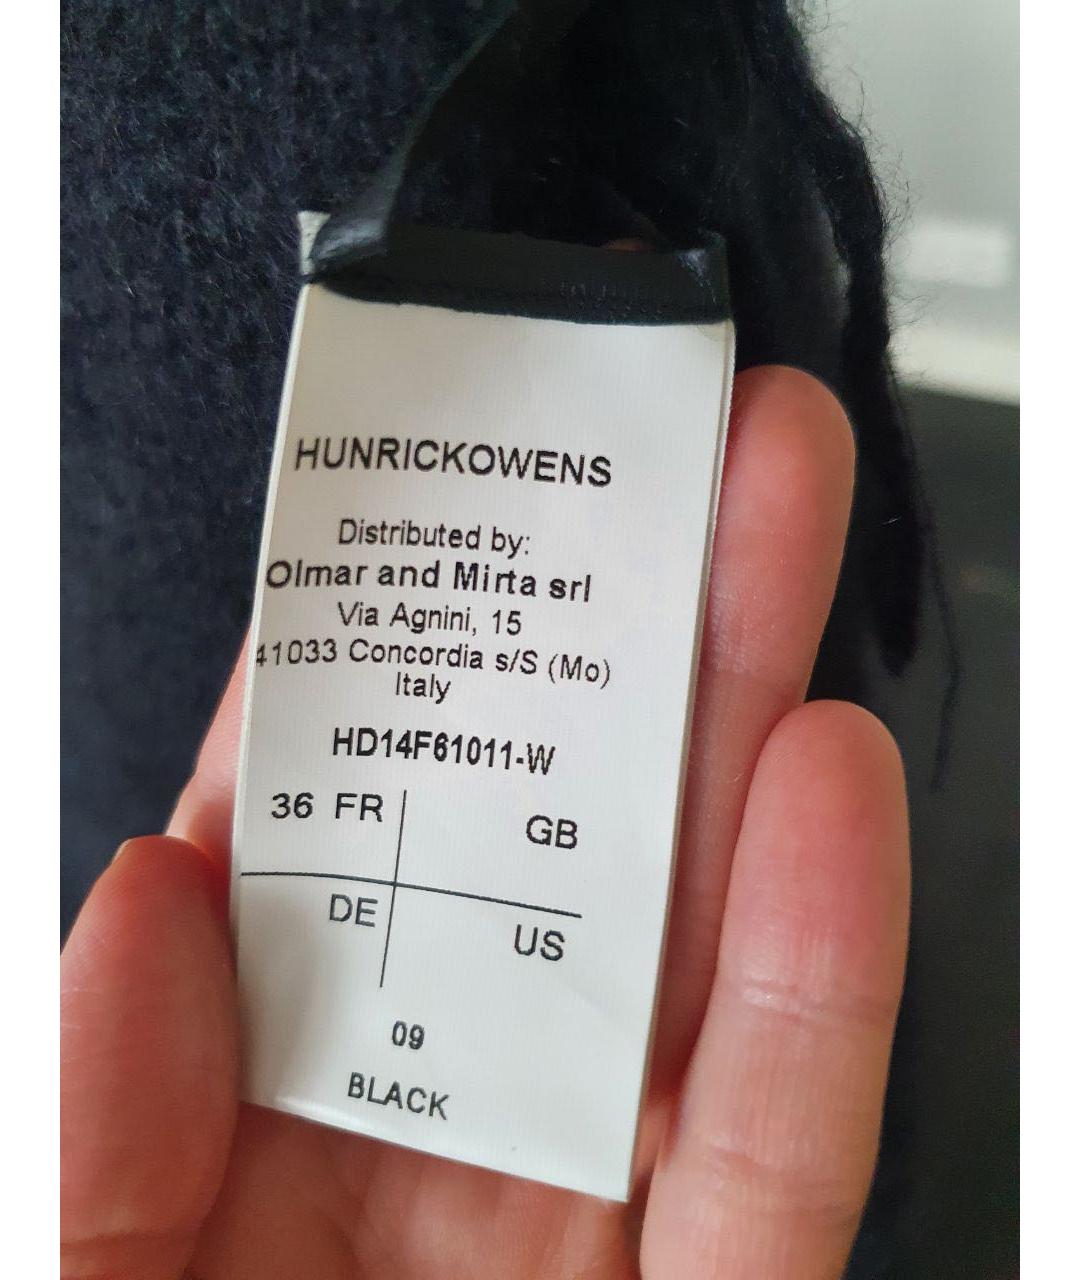 HUNRICKOWENS
Distributed by:
Olmar and Mirta srl
Via Agnini, 15
41033 Concordia s/S (Mo)
Italy
HD14F61011-W
36 FR
GB
DE
US
09
BLACK